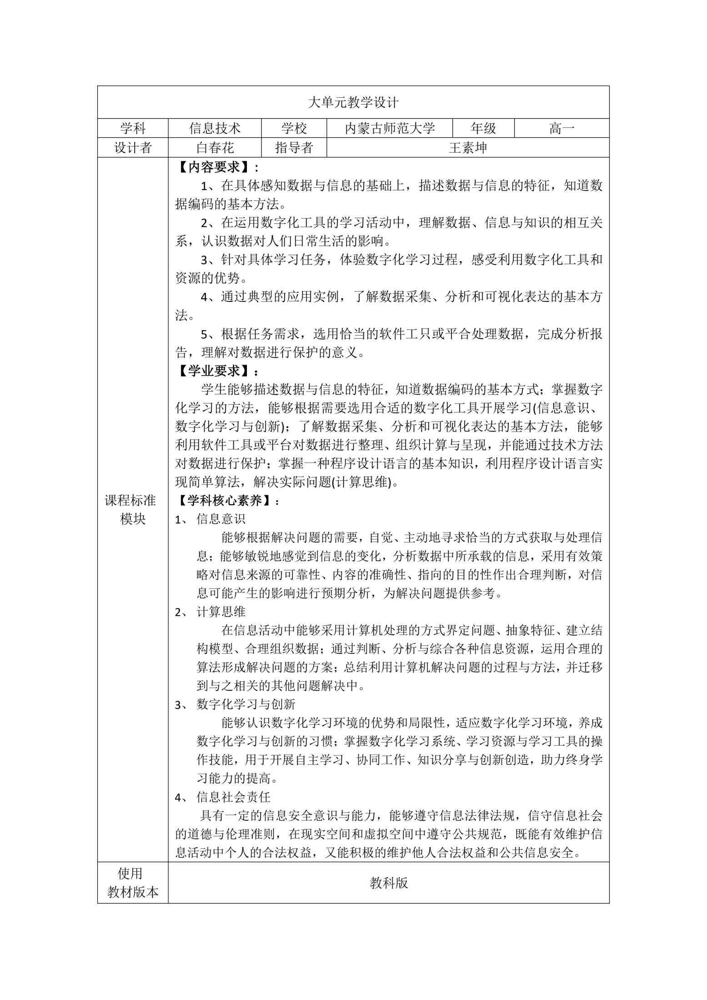 大单元教学设计
学科 信息技术 学校 内蒙古师范大学 年级 高一
设计者 白春花 指导者 王素坤
课程标准
模块
【内容要求】：
1、在具体感知数据与信息的基础上，描述数据与信息的特征，知道数
据编码的基本方法。
2、在运用数字化工具的学习活动中，理解数据、信息与知识的相互关
系，认识数据对人们日常生活的影响。
3、针对具体学习任务，体验数字化学习过程，感受利用数字化工具和
资源的优势。
4、通过典型的应用实例，了解数据采集、分析和可视化表达的基本方
法。
5、根据任务需求，选用恰当的软件工只或平合处理数据，完成分析报
告，理解对数据进行保护的意义。
【学业要求】：
学生能够描述数据与信息的特征，知道数据编码的基本方式；掌握数字
化学习的方法，能够根据需要选用合适的数字化工具开展学习(信息意识、
数字化学习与创新)；了解数据采集、分析和可视化表达的基本方法，能够
利用软件工具或平台对数据进行整理、组织计算与呈现，并能通过技术方法
对数据进行保护；掌握一种程序设计语言的基本知识，利用程序设计语言实
现简单算法，解决实际问题(计算思维)。
【学科核心素养】：
1、 信息意识
能够根据解决问题的需要，自觉、主动地寻求恰当的方式获取与处理信
息；能够敏锐地感觉到信息的变化，分析数据中所承载的信息，采用有效策
略对信息来源的可靠性、内容的准确性、指向的目的性作出合理判断，对信
息可能产生的影响进行预期分析，为解决问题提供参考。
2、 计算思维
在信息活动中能够采用计算机处理的方式界定问题、抽象特征、建立结
构模型、合理组织数据；通过判断、分析与综合各种信息资源，运用合理的
算法形成解决问题的方案；总结利用计算机解决问题的过程与方法，并迁移
到与之相关的其他问题解决中。
3、 数字化学习与创新
能够认识数字化学习环境的优势和局限性，适应数字化学习环境，养成
数字化学习与创新的习惯；掌握数字化学习系统、学习资源与学习工具的操
作技能，用于开展自主学习、协同工作、知识分享与创新创造，助力终身学
习能力的提高。
4、 信息社会责任
具有一定的信息安全意识与能力，能够遵守信息法律法规，信守信息社会
的道德与伦理准则，在现实空间和虚拟空间中遵守公共规范，既能有效维护信
息活动中个人的合法权益，又能积极的维护他人合法权益和公共信息安全。
使用
教材版本
教科版